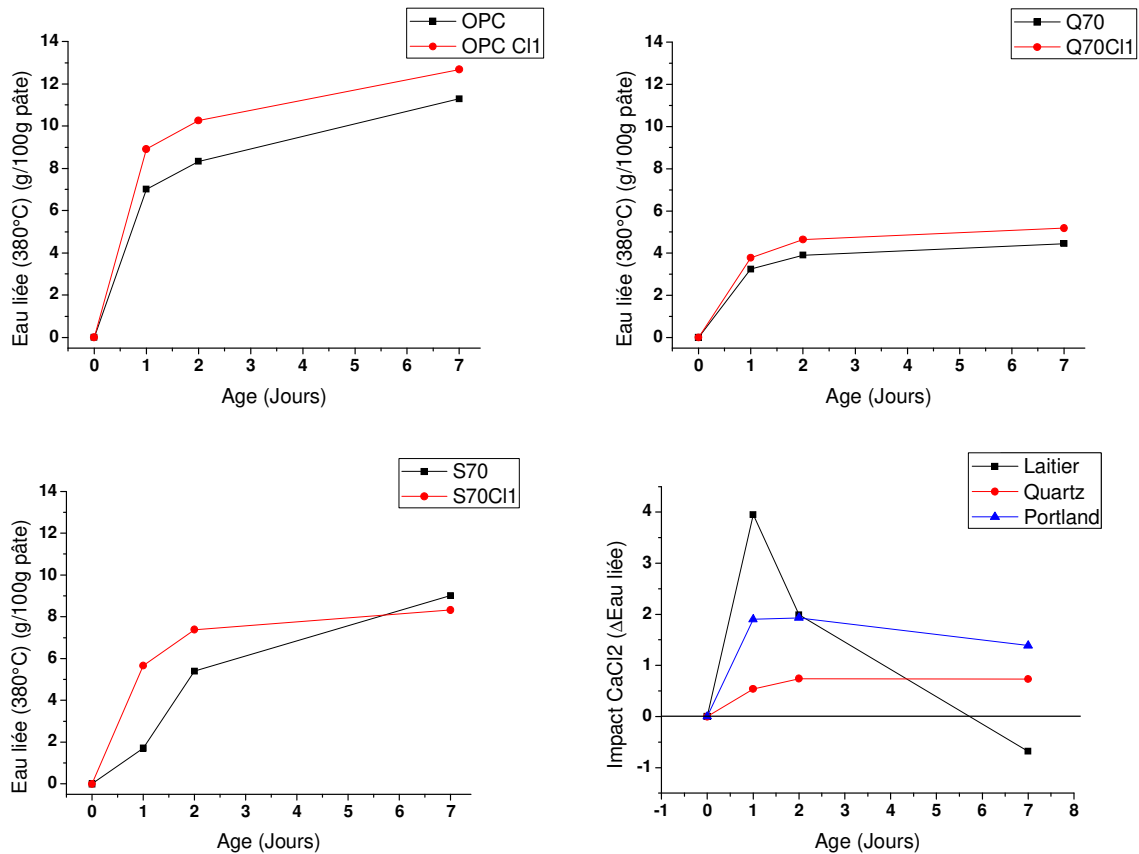 OPC
OPC Cl1
14
12
10
8
6
4
2
0
Eau liée (380°C) (g/100g pâte)
0 1 2 3 4 5 6 7
Age (Jours)
Q70
Q70Cl1
14
12
10
8
6
4
2
0
Eau liée (380°C) (g/100g pâte)
0 1 2 3 4 5 6 7
Age (Jours)
S70
S70Cl1
14
12
10
8
6
4
2
0
Eau liée (380°C) (g/100g pâte)
0 1 2 3 4 5 6 7
Age (Jours)
Laitier
Quartz
Portland
4
3
2
1
0
-1
Impact CaCl2 (ΔEau liée)
-1 0 1 2 3 4 5 6 7 8
Age (Jours)